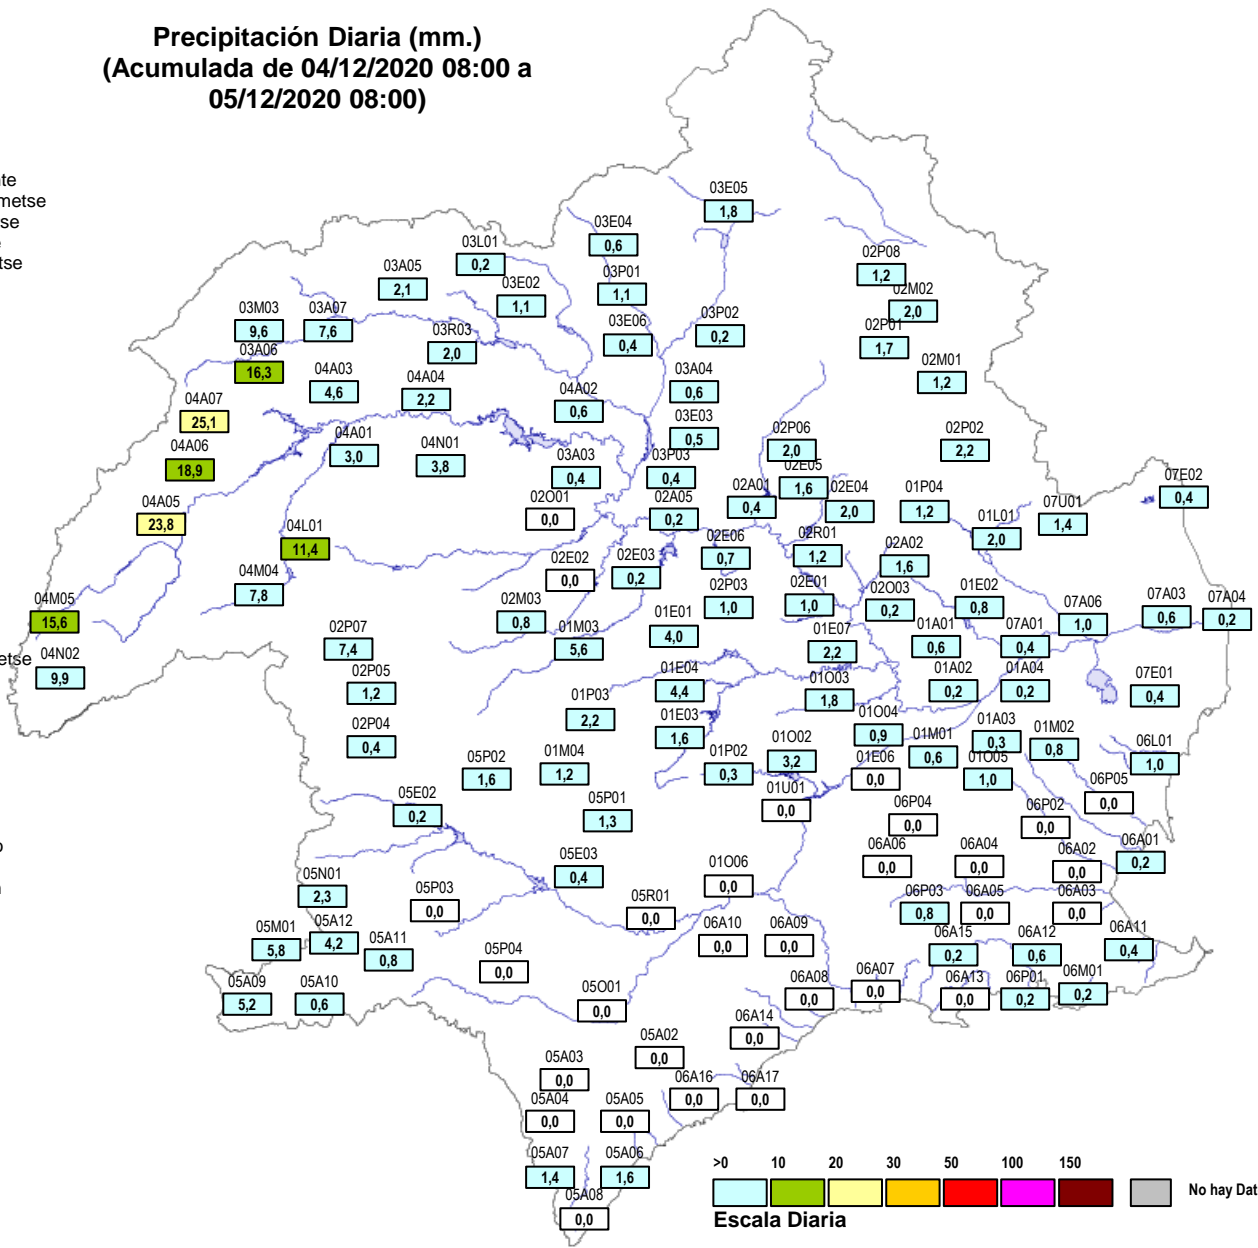 Precipitación Diaria (mm.)
(Acumulada de 04/12/2020 08:00 a
05/12/2020 08:00)
nte
metse
se
tse
etse
03E05
1,8
03E04
0,6
03L01
0,2
02P08
1,2
03A05
2,1
03P01
1,1
03E02
1,1
02M02
2,0
03M03
9,6
03A07
7,6
03P02
0,2
03R03
2,0
03E06
0,4
02P01
1,7
03A06
16,3
02M01
1,2
04A03
4,6
04A04
2,2
03A04
0,6
04A07
25,1
04A02
0,6
03E03
0,5
04A01
3,0
04N01
3,8
02P06
2,0
02P02
2,2
04A06
18,9
03A03
0,4
03P03
0,4
02E05
1,6
07E02
0,4
02A01
0,4
02E04
2,0
01P04
1,2
04A05
23,8
02O01
0,0
02A05
0,2
07U01
1,4
01L01
2,0
04L01
11,4
02E06
0,7
02R01
1,2
02A02
1,6
02E02
0,0
02E03
0,2
04M04
7,8
02P03
1,0
02E01
1,0
02O03
0,2
01E02
0,8
04M05
15,6
02M03
0,8
07A06
1,0
07A03
0,6
07A04
0,2
01M03
5,6
01E01
4,0
01E07
2,2
01A01
0,6
07A01
0,4
02P07
7,4
04N02
9,9
02P05
1,2
01E04
4,4
01O03
1,8
01A02
0,2
01A04
0,2
07E01
0,4
01P03
2,2
02P04
0,4
01E03
1,6
01O04
0,9
01A03
0,3
01M02
0,8
01M01
0,6
06L01
1,0
05P02
1,6
01M04
1,2
01P02
0,3
01O02
3,2
01E06
0,0
01O05
1,0
06P05
0,0
01U01
0,0
05E02
0,2
05P01
1,3
06P04
0,0
06P02
0,0
05E03
0,4
06A06
0,0
06A04
0,0
06A02
0,0
06A01
0,2
05N01
2,3
01O06
0,0
05P03
0,0
05R01
0,0
06P03
0,8
06A05
0,0
06A03
0,0
05M01
5,8
05A12
4,2
05A11
0,8
06A10
0,0
06A09
0,0
06A15
0,2
06A12
0,6
06A11
0,4
05P04
0,0
05A09
5,2
05A10
0,6
05O01
0,0
06A08
0,0
06A07
0,0
06A13
0,0
06P01
0,2
06M01
0,2
06A14
0,0
05A02
0,0
05A03
0,0
06A16
0,0
06A17
0,0
05A04
0,0
05A05
0,0
05A07
1,4
05A06
1,6
05A08
0,0
>0 10 20 30 50 100 150
No hay Dat
Escala Diaria